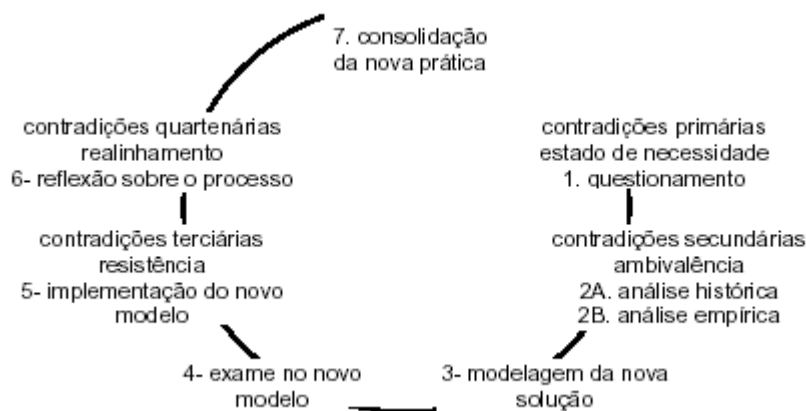 7. consolidação
da nova prática
contradições quartenárias
realinhamento
6- reflexão sobre o processo
contradições primárias
estado de necessidade
1. questionamento
contradições terciárias
resistência
5- implementação do novo
modelo
contradições secundárias
ambivalência
2A. análise histórica
2B. análise empírica
4- exame no novo
modelo
3- modelagem da nova
solução